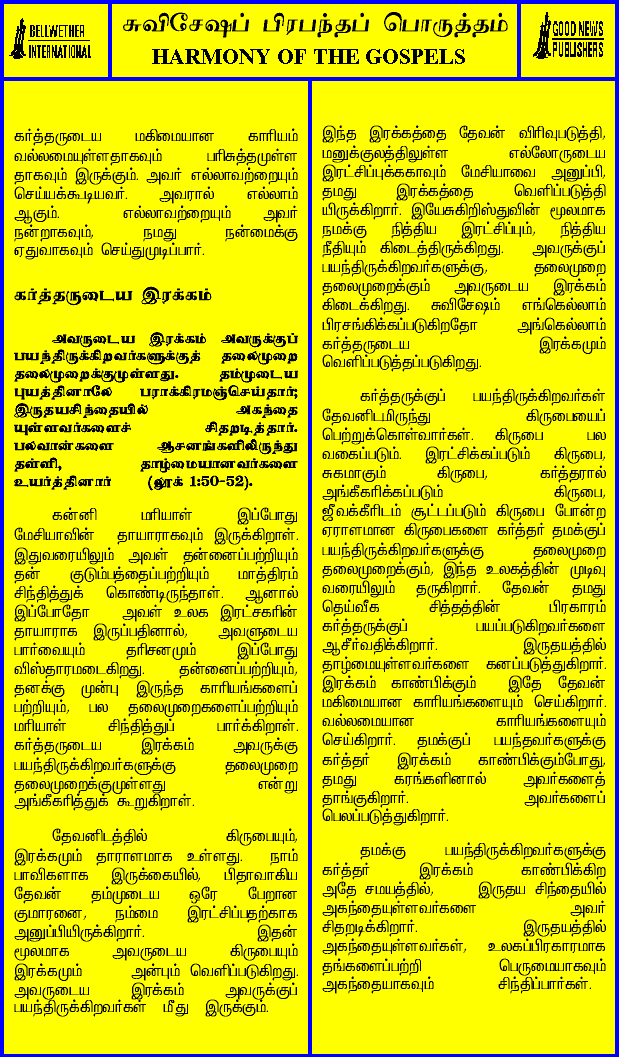 BELLWETHER
INTERNATIONAL
சுவிசேஷப் பிரபந்தப் பொருத்தம்
HARMONY OF THE GOSPELS
GOOD NEWS
PUBLISHERS
கர்த்தருடைய மகிமையான காரியம்
வல்லமையுள்ளதாகவும் பரிசுத்தமுள்ள
தாகவும் இருக்கும். அவர் எல்லாவற்றையும்
செய்யக்கூடியவர். அவரால் எல்லாம்
ஆகும். எல்லாவற்றையும் அவர்
நன்றாகவும், நமது நன்மைக்கு
ஏதுவாகவும் செய்துமுடிப்பார்.
கர்த்தருடைய இரக்கம்
அவருடைய இரக்கம் அவருக்குப்
பயந்திருக்கிறவர்களுக்குத் தலைமுறை
தலைமுறைக்குமுள்ளது. தம்முடைய
புயத்தினாலே பராக்கிரமஞ்செய்தார்;
இருதயசிந்தையில் அகந்தை
யுள்ளவர்களைச் சிதறடித்தார்.
பலவான்களை ஆசனங்களிலிருந்து
தள்ளி, தாழ்மையானவர்களை
உயர்த்தினார் (லூக் 1:50-52).
கன்னி மரியாள் இப்போது
மேசியாவின் தாயாராகவும் இருக்கிறாள்.
இதுவரையிலும் அவள் தன்னைப்பற்றியும்
தன் குடும்பத்தைப்பற்றியும் மாத்திரம்
சிந்தித்துக் கொண்டிருந்தாள். ஆனால்
இப்போதோ அவள் உலக இரட்சகரின்
தாயாராக இருப்பதினால், அவளுடைய
பார்வையும் தரிசனமும் இப்போது
விஸ்தாரமடைகிறது. தன்னைப்பற்றியும்,
தனக்கு முன்பு இருந்த காரியங்களைப்
பற்றியும், பல தலைமுறைகளைப்பற்றியும்
மரியாள் சிந்தித்துப் பார்க்கிறாள்.
கர்த்தருடைய இரக்கம் அவருக்கு
பயந்திருக்கிறவர்களுக்கு தலைமுறை
தலைமுறைக்குமுள்ளது என்று
அங்கீகரித்துக் கூறுகிறாள்.
தேவனிடத்தில் கிருபையும்,
இரக்கமும் தாராளமாக உள்ளது. நாம்
பாவிகளாக இருக்கையில், பிதாவாகிய
தேவன் தம்முடைய ஒரே பேறான
குமாரனை, நம்மை இரட்சிப்பதற்காக
அனுப்பியிருக்கிறார். இதன்
மூலமாக அவருடைய கிருபையும்
இரக்கமும் அன்பும் வெளிப்படுகிறது.
அவருடைய இரக்கம் அவருக்குப்
பயந்திருக்கிறவர்கள் மீது இருக்கும்.
இந்த இரக்கத்தை தேவன் விரிவுபடுத்தி,
மனுக்குலத்திலுள்ள எல்லோருடைய
இரட்சிப்புக்ககாவும் மேசியாவை அனுப்பி,
தமது இரக்கத்தை வெளிப்படுத்தி
யிருக்கிறார். இயேசுகிறிஸ்துவின் மூலமாக
நமக்கு நித்திய இரட்சிப்பும், நித்திய
நீதியும் கிடைத்திருக்கிறது. அவருக்குப்
பயந்திருக்கிறவர்களுக்கு, தலைமுறை
தலைமுறைக்கும் அவருடைய இரக்கம்
கிடைக்கிறது. சுவிசேஷம் எங்கெல்லாம்
பிரசங்கிக்கப்படுகிறதோ அங்கெல்லாம்
கர்த்தருடைய இரக்கமும்
வெளிப்படுத்தப்படுகிறது.
கர்த்தருக்குப் பயந்திருக்கிறவர்கள்
தேவனிடமிருந்து கிருபையைப்
பெற்றுக்கொள்வார்கள். கிருபை பல
வகைப்படும். இரட்சிக்கப்படும் கிருபை,
சுகமாகும் கிருபை, கர்த்தரால்
அங்கீகரிக்கப்படும் கிருபை,
ஜீவக்கீரிடம் சூட்டப்படும் கிருபை போன்ற
ஏராளமான கிருபைகளை கர்த்தர் தமக்குப்
பயந்திருக்கிறவர்களுக்கு தலைமுறை
தலைமுறைக்கும், இந்த உலகத்தின் முடிவு
வரையிலும் தருகிறார். தேவன் தமது
தெய்வீக சித்தத்தின் பிரகாரம்
கர்த்தருக்குப் பயப்படுகிறவர்களை
ஆசீர்வதிக்கிறார். இருதயத்தில்
தாழ்மையுள்ளவர்களை கனப்படுத்துகிறார்.
இரக்கம் காண்பிக்கும் இதே தேவன்
மகிமையான காரியங்களையும் செய்கிறார்.
வல்லமையான காரியங்களையும்
செய்கிறார். தமக்குப் பயந்தவர்களுக்கு
கர்த்தர் இரக்கம் காண்பிக்கும்போது,
தமது கரங்களினால் அவர்களைத்
தாங்குகிறார். அவர்களைப்
பெலப்படுத்துகிறார்.
தமக்கு பயந்திருக்கிறவர்களுக்கு
கர்த்தர் இரக்கம் காண்பிக்கிற
அதே சமயத்தில், இருதய சிந்தையில்
அகந்தையுள்ளவர்களை அவர்
சிதறடிக்கிறார். இருதயத்தில்
அகந்தையுள்ளவர்கள், உலகப்பிரகாரமாக
தங்களைப்பற்றி பெருமையாகவும்
அகந்தையாகவும் சிந்திப்பார்கள்.